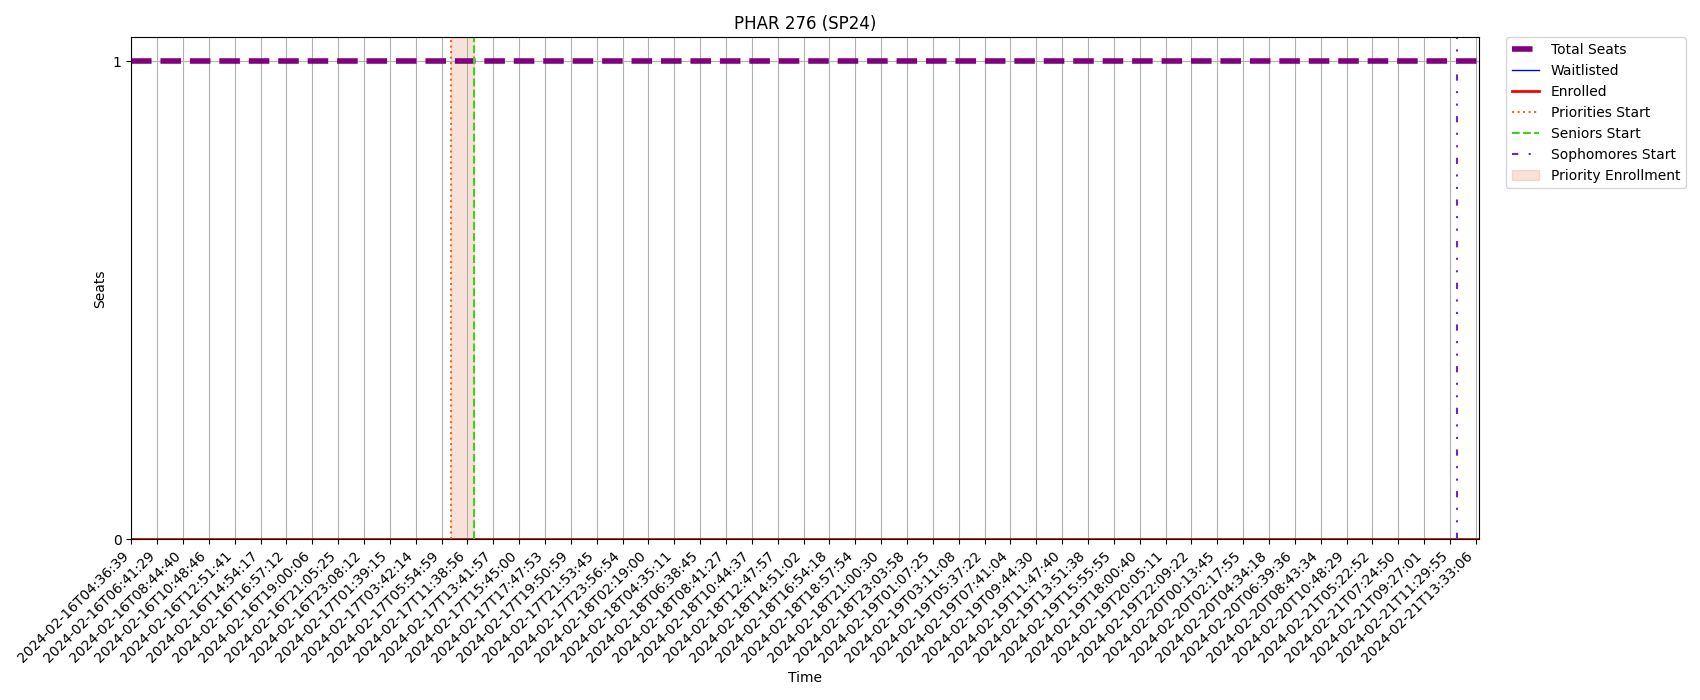 PHAR 276 (SP24)
Total Seats
Waitlisted
Enrolled
Priorities Start
Seniors Start
Sophomores Start
Priority Enrollment
Seats
1
0
2024-02-16T04:36:39
2024-02-16T06:41:29
2024-02-16T08:44:40
2024-02-16T10:48:46
2024-02-16T12:51:41
2024-02-16T14:54:17
2024-02-16T16:57:12
2024-02-16T19:00:06
2024-02-16T21:05:25
2024-02-16T23:08:12
2024-02-17T01:39:15
2024-02-17T03:42:14
2024-02-17T05:54:59
2024-02-17T11:38:56
2024-02-17T13:41:57
2024-02-17T15:45:00
2024-02-17T17:47:53
2024-02-17T19:50:59
2024-02-17T21:53:45
2024-02-17T23:56:54
2024-02-18T02:19:00
2024-02-18T04:35:11
2024-02-18T06:38:45
2024-02-18T08:41:27
2024-02-18T10:44:37
2024-02-18T12:47:57
2024-02-18T14:51:02
2024-02-18T16:54:18
2024-02-18T18:57:54
2024-02-18T21:00:30
2024-02-18T23:03:58
2024-02-19T01:07:25
2024-02-19T03:11:08
2024-02-19T05:37:22
2024-02-19T07:41:04
2024-02-19T09:44:30
2024-02-19T11:47:40
2024-02-19T13:51:38
2024-02-19T15:55:55
2024-02-19T18:00:40
2024-02-19T20:05:11
2024-02-19T22:09:22
2024-02-20T00:13:45
2024-02-20T02:17:55
2024-02-20T04:34:18
2024-02-20T06:39:36
2024-02-20T08:43:34
2024-02-20T10:48:29
2024-02-21T05:22:52
2024-02-21T07:24:50
2024-02-21T09:27:01
2024-02-21T11:29:55
2024-02-21T13:33:06
Time